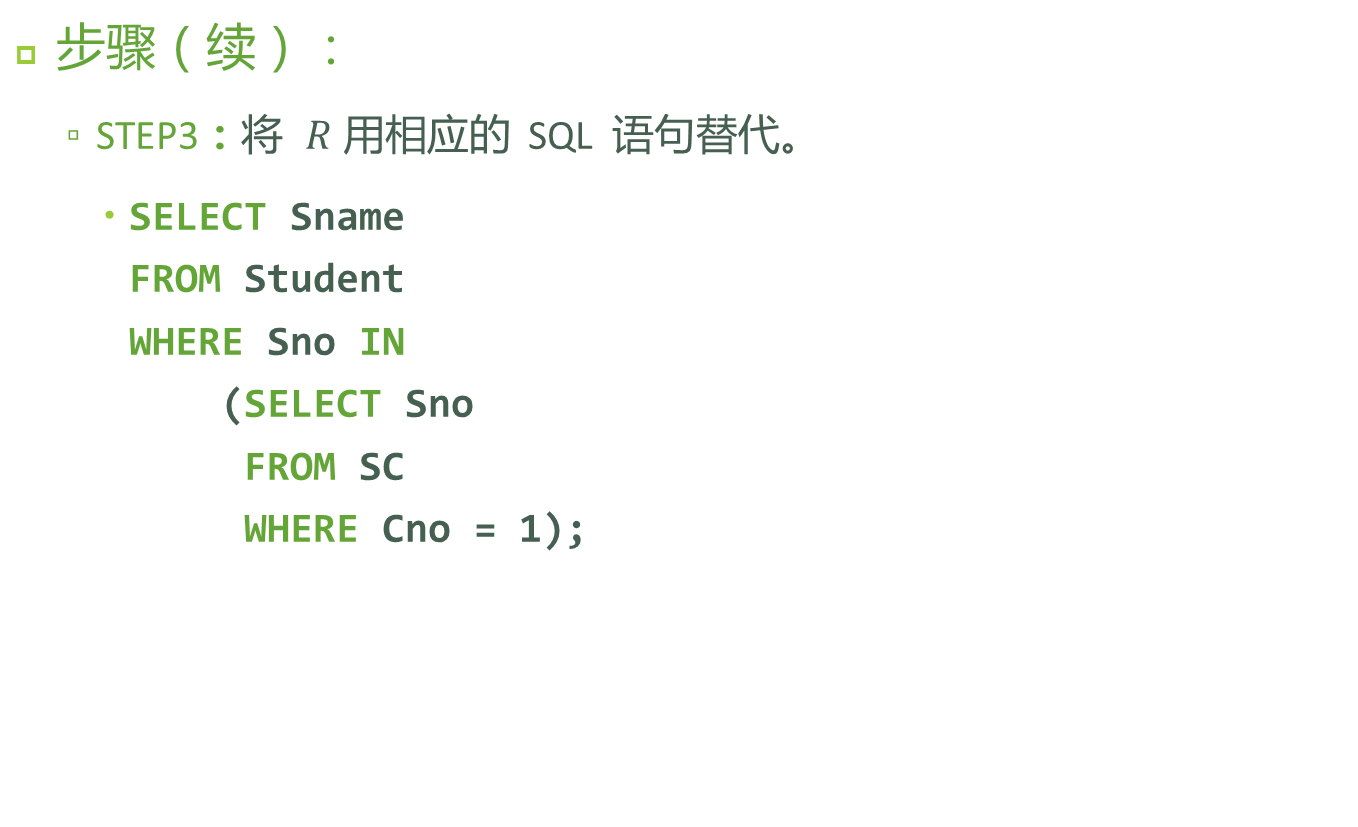 步骤（续）：
STEP3：将 R 用相应的 SQL 语句替代。
SELECT Sname
FROM Student
WHERE Sno IN
(SELECT Sno
FROM SC
WHERE Cno = 1);